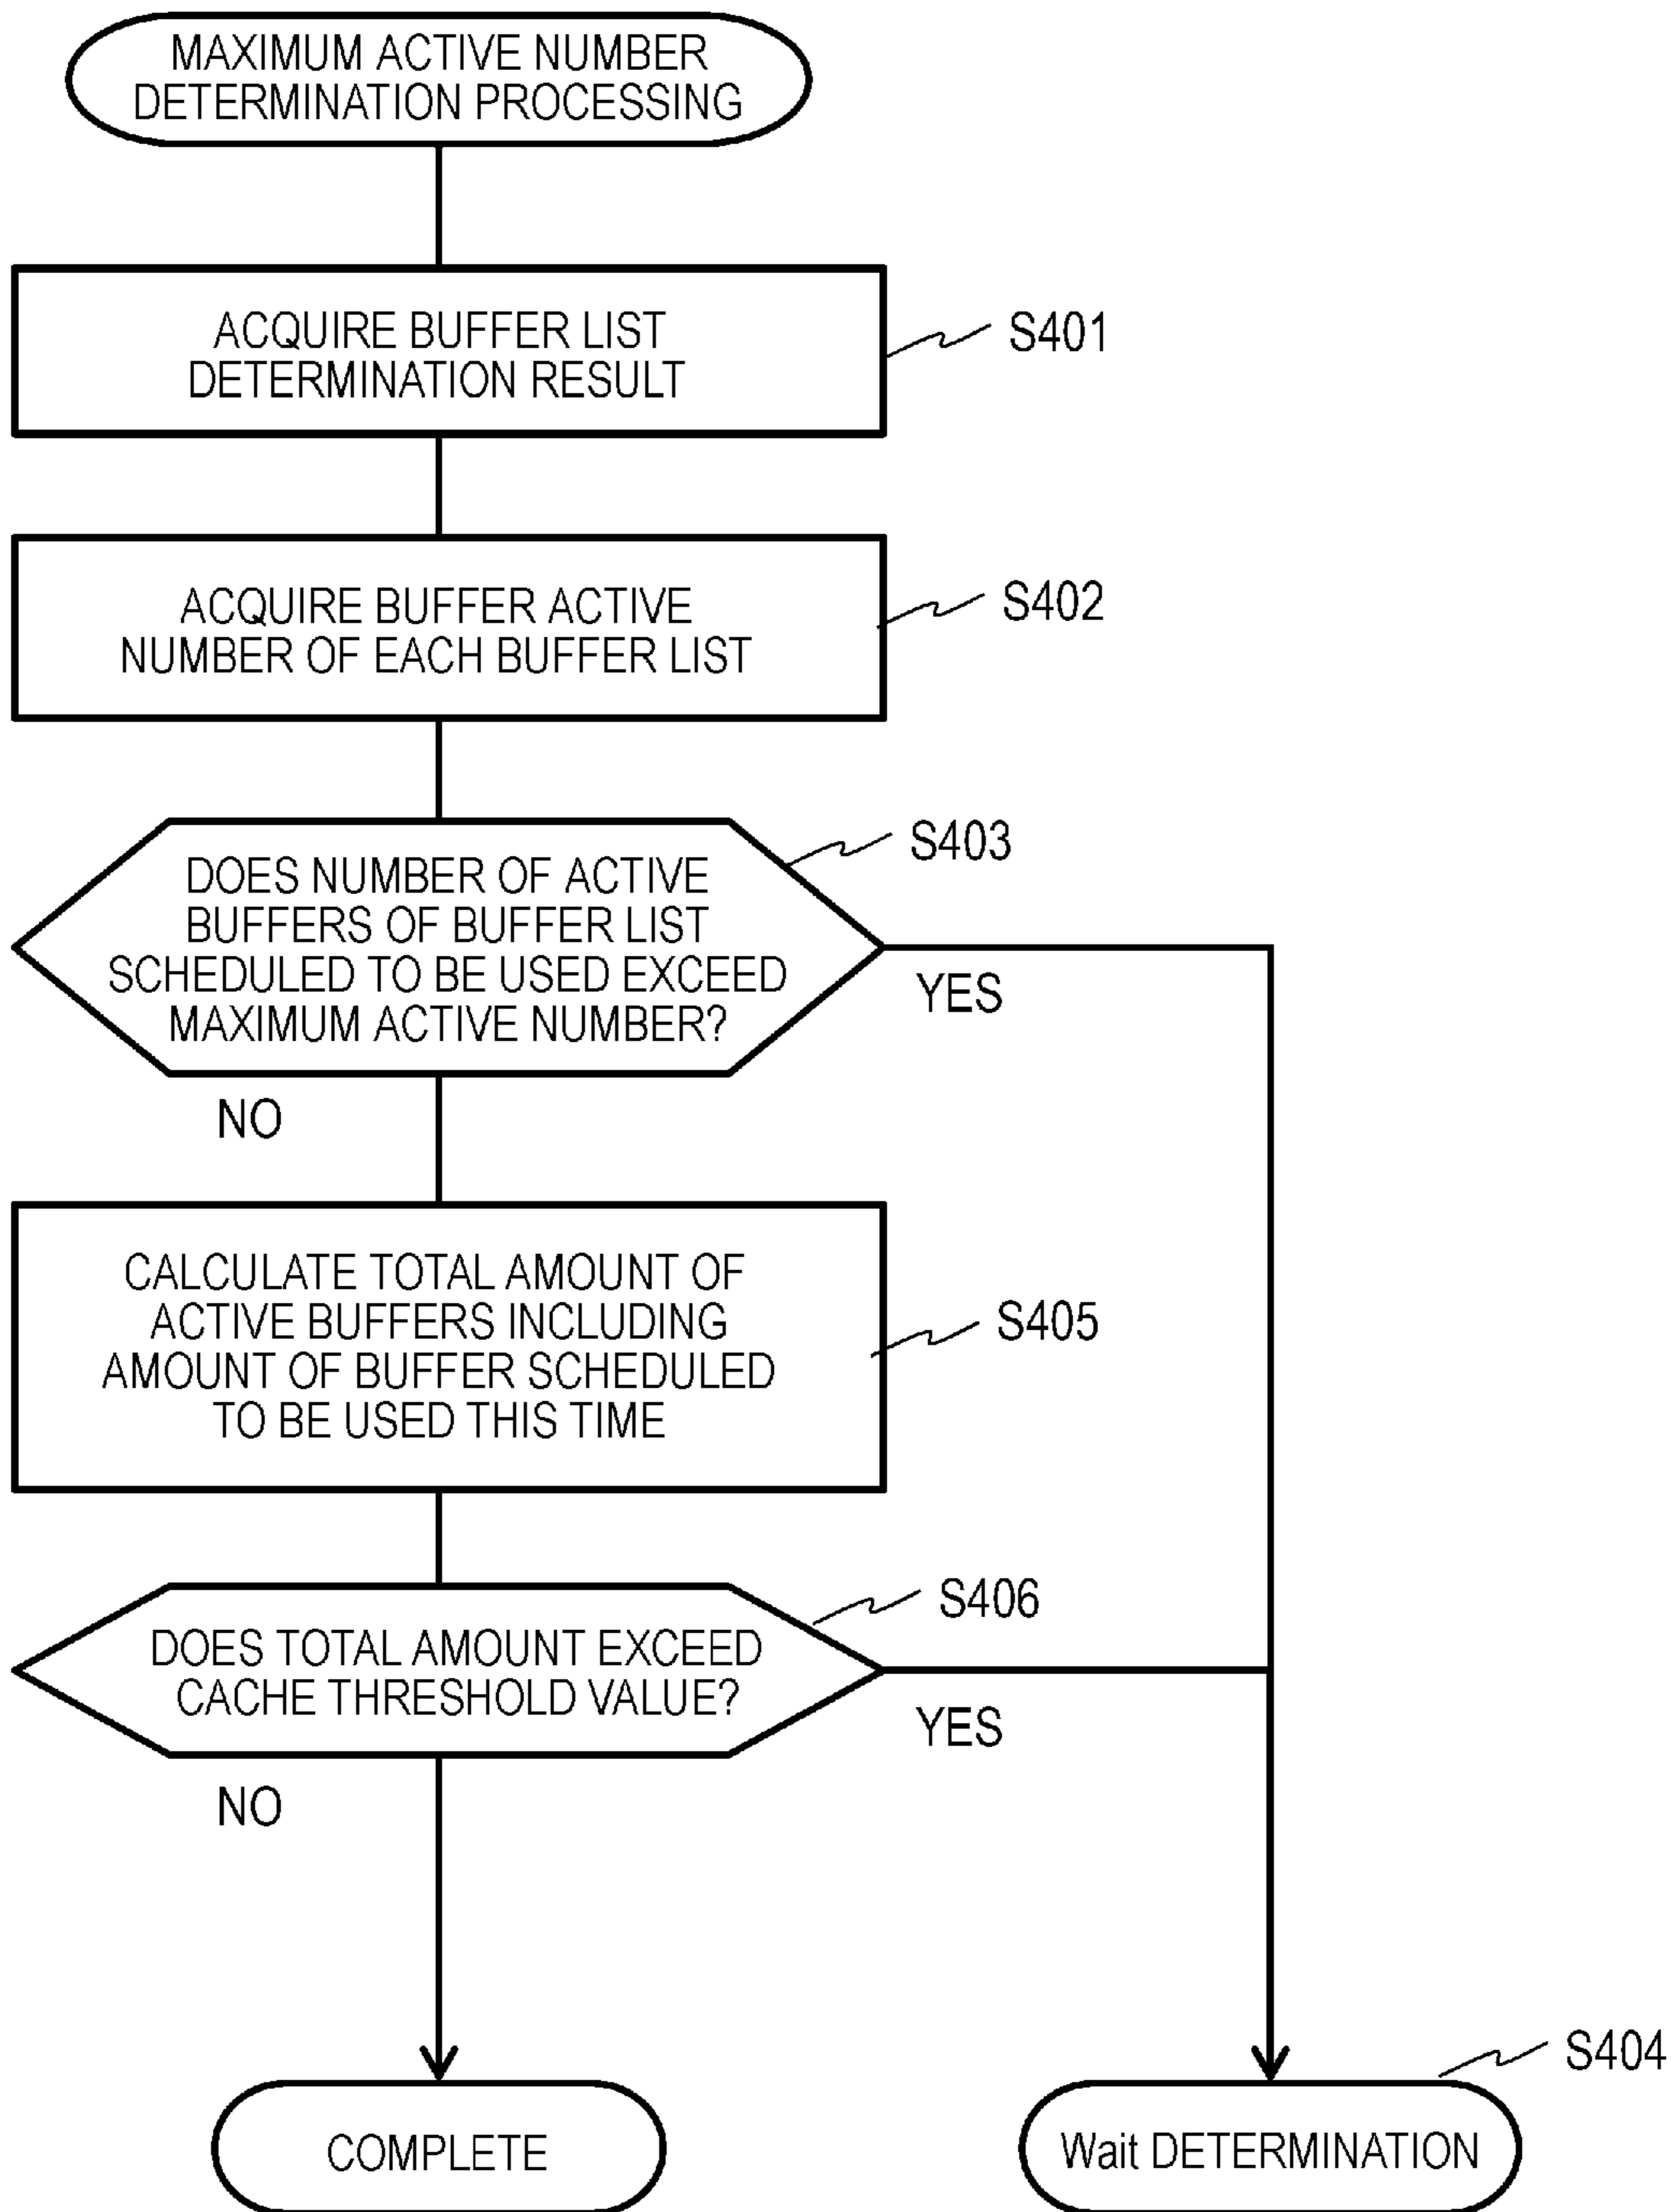 MAXIMUM ACTIVE NUMBER
DETERMINATION PROCESSING
ACQUIRE BUFFER LIST
DETERMINATION RESULT
S401
ACQUIRE BUFFER ACTIVE
NUMBER OF EACH BUFFER LIST
S402
DOES NUMBER OF ACTIVE
BUFFERS OF BUFFER LIST
SCHEDULED TO BE USED EXCEED
MAXIMUM ACTIVE NUMBER?
S403
YES
NO
CALCULATE TOTAL AMOUNT OF
ACTIVE BUFFERS INCLUDING
AMOUNT OF BUFFER SCHEDULED
TO BE USED THIS TIME
S405
DOES TOTAL AMOUNT EXCEED
CACHE THRESHOLD VALUE?
S406
YES
NO
COMPLETE
S404
Wait DETERMINATION